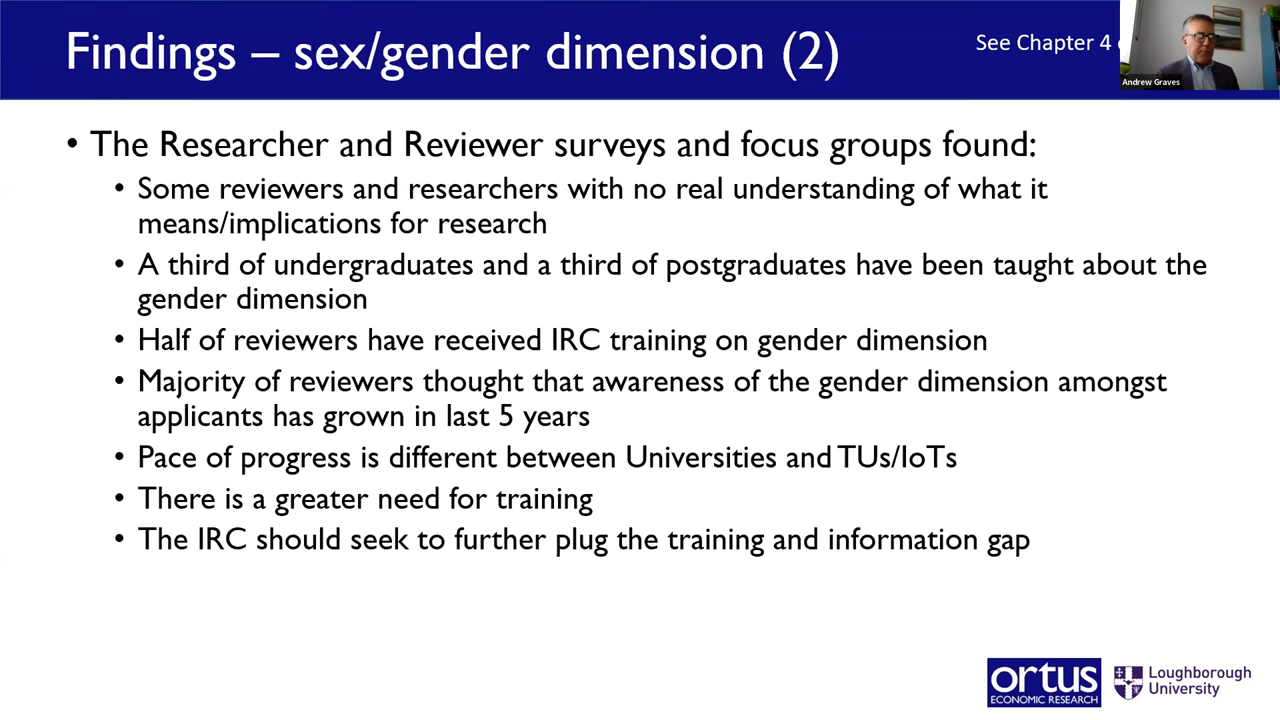 Findings – sex/gender dimension (2)
See Chapter 4
Andrew Graves
• The Researcher and Reviewer surveys and focus groups found:
• Some reviewers and researchers with no real understanding of what it
means/implications for research
• A third of undergraduates and a third of postgraduates have been taught about the
gender dimension
• Half of reviewers have received IRC training on gender dimension
• Majority of reviewers thought that awareness of the gender dimension amongst
applicants has grown in last 5 years
• Pace of progress is different between Universities and TUs/IoTs
• There is a greater need for training
• The IRC should seek to further plug the training and information gap
ortus
ECONOMIC RESEARCH
Loughborough
University